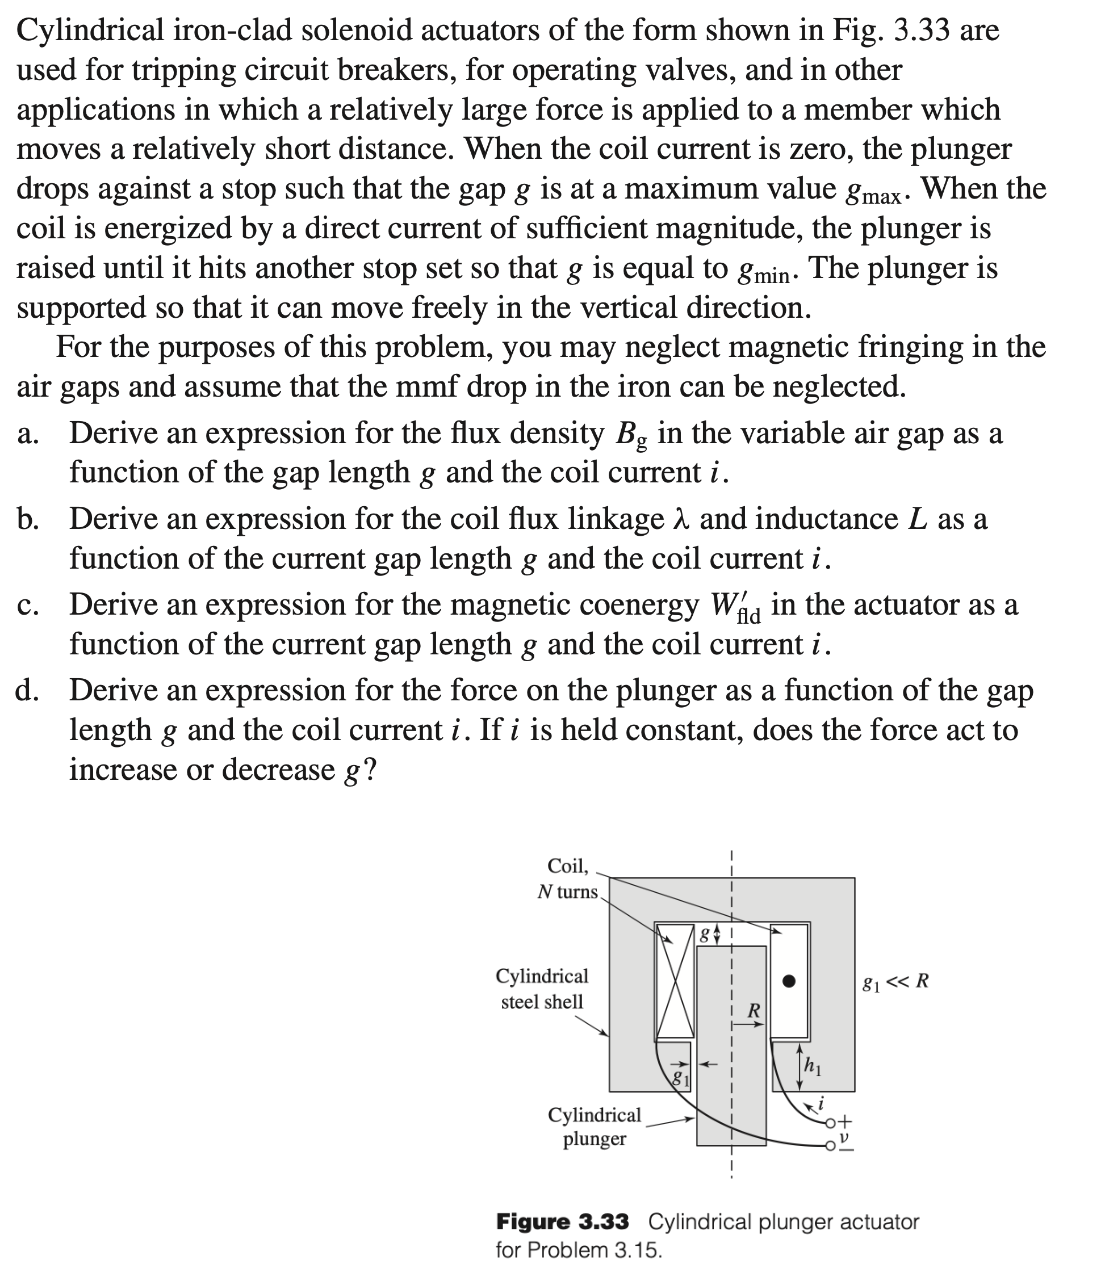 Cylindrical iron-clad solenoid actuators of the form shown in Fig. 3.33 are
used for tripping circuit breakers, for operating valves, and in other
applications in which a relatively large force is applied to a member which
moves a relatively short distance. When the coil current is zero, the plunger
drops against a stop such that the gap g is at a maximum value gmax. When the
coil is energized by a direct current of sufficient magnitude, the plunger is
raised until it hits another stop set so that g is equal to gmin. The plunger is
supported so that it can move freely in the vertical direction.
For the purposes of this problem, you may neglect magnetic fringing in the
air gaps and assume that the mmf drop in the iron can be neglected.
a. Derive an expression for the flux density Bg in the variable air gap as a
function of the gap length g and the coil current i.
b. Derive an expression for the coil flux linkage λ and inductance L as a
function of the current gap length g and the coil current i.
c. Derive an expression for the magnetic coenergy W′fld in the actuator as a
function of the current gap length g and the coil current i.
d. Derive an expression for the force on the plunger as a function of the gap
length g and the coil current i. If i is held constant, does the force act to
increase or decrease g?
Coil,
N turns
g
Cylindrical
steel shell
g1 << R
R
h1
g1
i
Cylindrical
plunger
+
v
−
Figure 3.33 Cylindrical plunger actuator
for Problem 3.15.